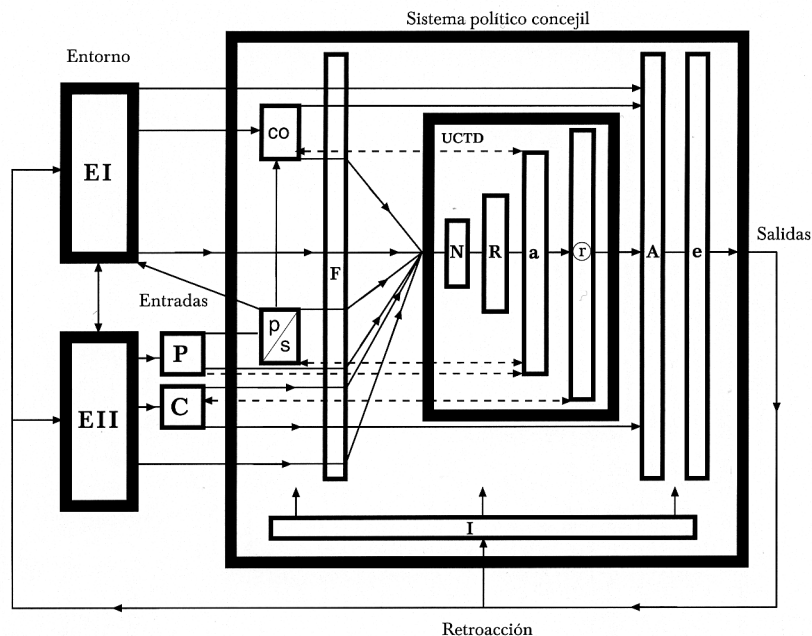 Sistema político concejil
Entorno
co
UCTD
EI
Salidas
N
R
a
r
A
e
F
Entradas
p/s
P
C
EII
I
Retroacción